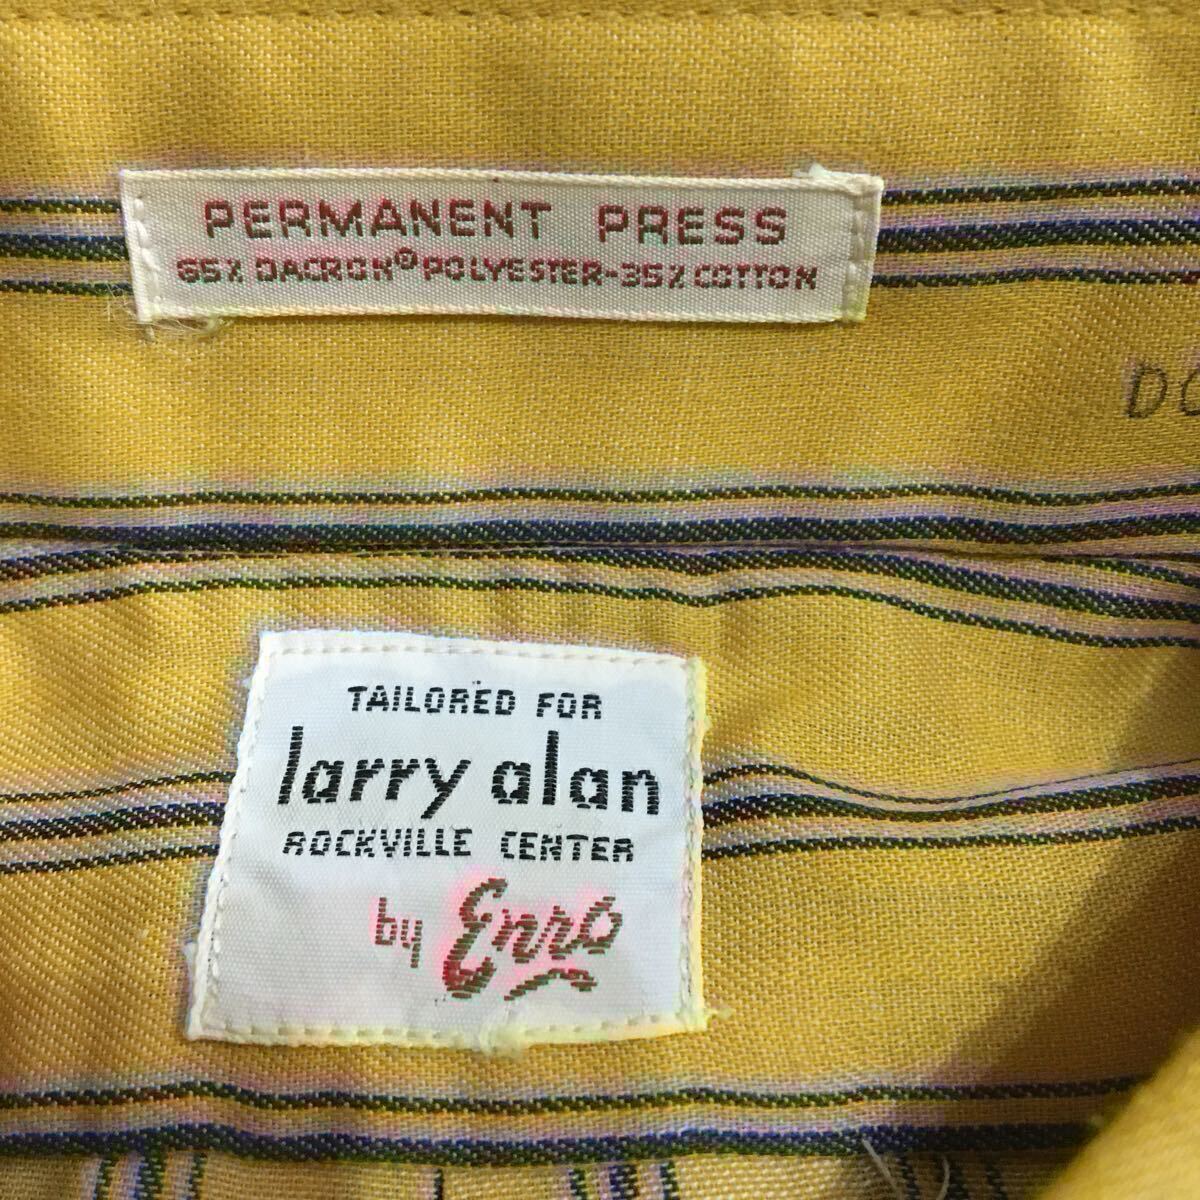 PERMANENT PRESS
65% DACRON® POLYESTER-35% COTTON
TAILORED FOR
larry alan
ROCKVILLE CENTER
by Enro